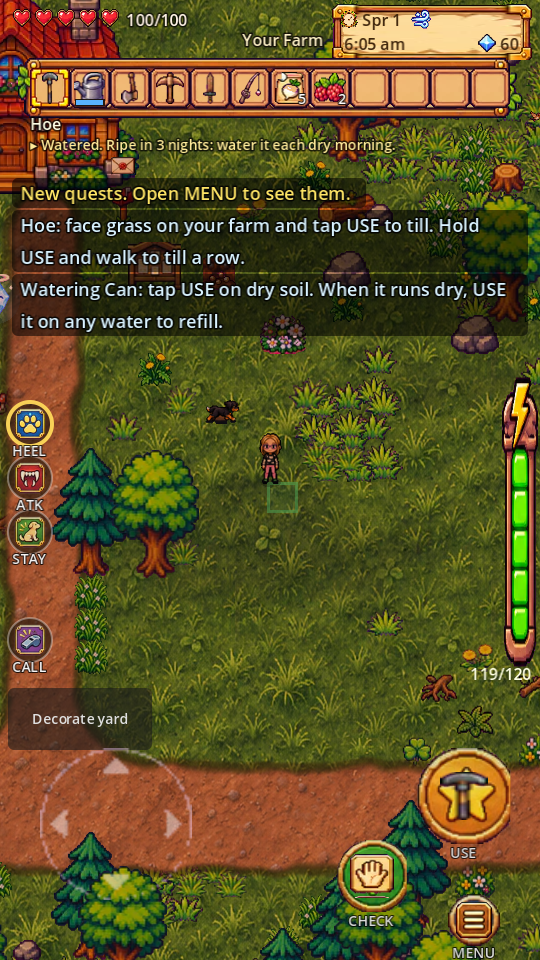 100/100
Spr 1
Your Farm
6:05 am
60
5
2
Hoe
▸ Watered. Ripe in 3 nights: water it each dry morning.
New quests. Open MENU to see them.
Hoe: face grass on your farm and tap USE to till. Hold
USE and walk to till a row.
Watering Can: tap USE on dry soil. When it runs dry, USE
it on any water to refill.
HEEL
ATK
STAY
CALL
119/120
Decorate yard
USE
CHECK
MENU